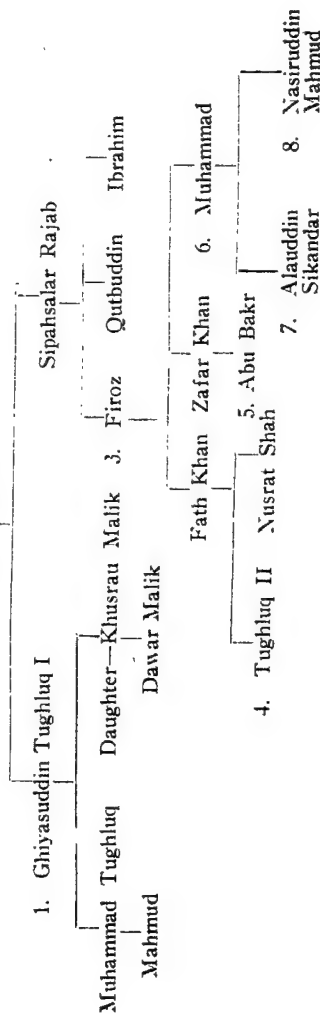 1. Ghiyasuddin Tughluq I Sipahsalar Rajab
Muhammad Tughluq Daughter—Khusrau Malik 3. Firoz Qutbuddin Ibrahim
Mahmud Dawar Malik
Fath Khan Zafar Khan 6. Muhammad
4. Tughluq II Nusrat Shah 5. Abu Bakr
7. Alauddin Sikandar 8. Nasiruddin Mahmud